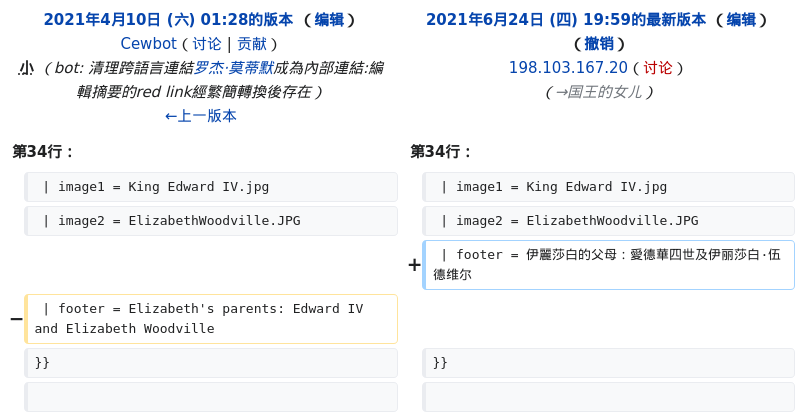 2021年4月10日 (六) 01:28的版本 （编辑）
Cewbot（讨论 | 贡献）
小 （bot: 清理跨語言連結罗杰·莫蒂默成為內部連結:編
輯摘要的red link經繁簡轉換後存在）
←上一版本
2021年6月24日 (四) 19:59的最新版本 （编辑）
（撤销）
198.103.167.20（讨论）
（→国王的女儿）
第34行：
第34行：
| image1 = King Edward IV.jpg
| image1 = King Edward IV.jpg
| image2 = ElizabethWoodville.JPG
| image2 = ElizabethWoodville.JPG
+ | footer = 伊麗莎白的父母：愛德華四世及伊丽莎白·伍
德维尔
− | footer = Elizabeth's parents: Edward IV
and Elizabeth Woodville
}}
}}